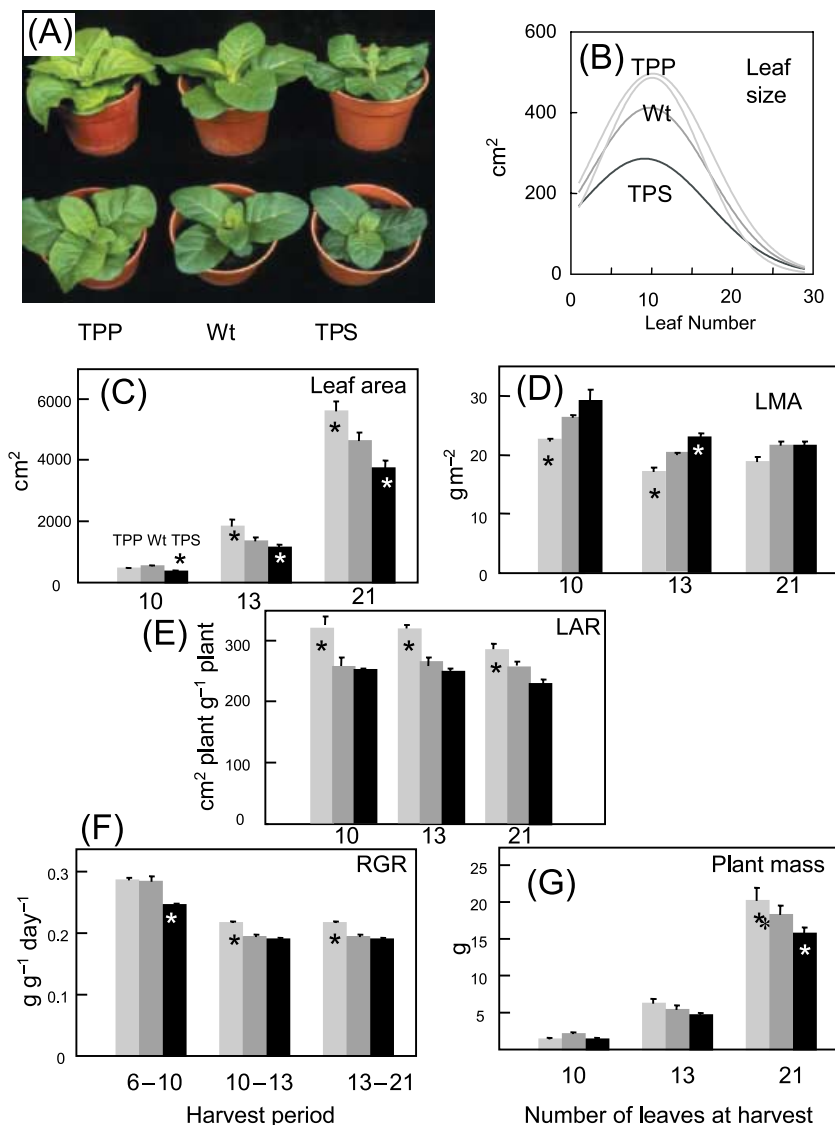 (A)
TPP Wt TPS
(B)
Leaf
size
TPP
Wt
TPS
cm²
600
400
200
0
0 10 20 30
Leaf Number
(C)
Leaf area
cm²
6000
4000
2000
0
TPP Wt TPS
*
*
*
*
*
10 13 21
(D)
LMA
gm⁻²
30
20
10
0
*
*
*
10 13 21
(E)
LAR
cm² plant g⁻¹ plant
300
200
100
0
*
*
*
10 13 21
(F)
RGR
g g⁻¹ day⁻¹
0.3
0.2
0.1
0
*
*
*
6–10 10–13 13–21
Harvest period
(G)
Plant mass
g
25
20
15
10
5
**
*
10 13 21
Number of leaves at harvest